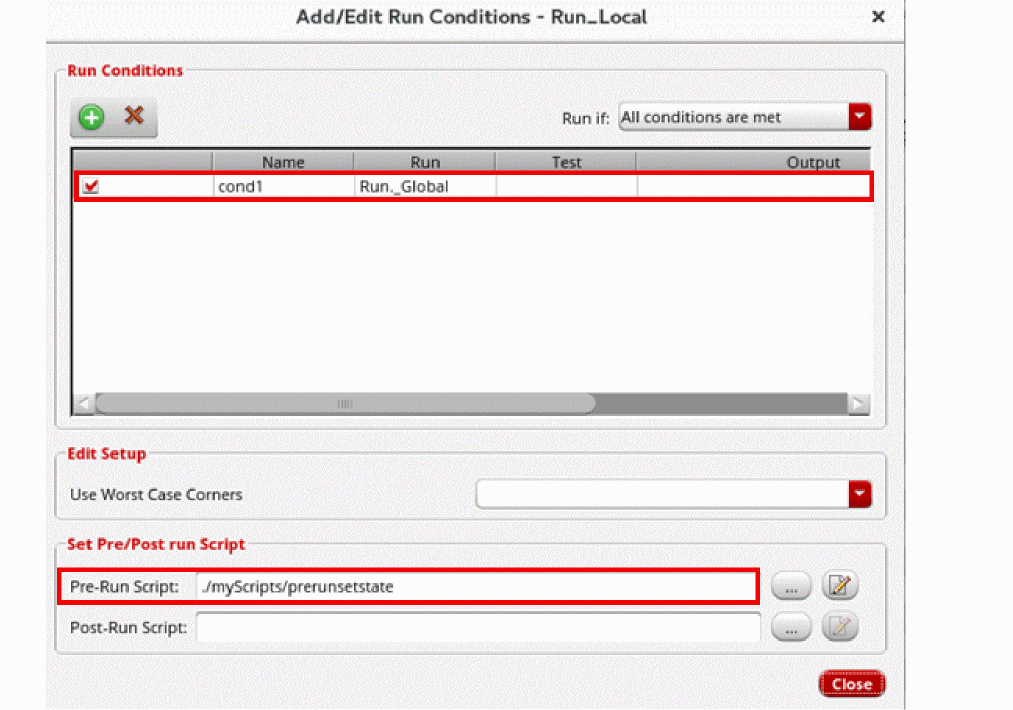 Add/Edit Run Conditions - Run_Local
Run Conditions
Run if: All conditions are met
Name Run Test Output
cond1 Run._Global
Edit Setup
Use Worst Case Corners
Set Pre/Post run Script
Pre-Run Script: ./myScripts/prerunsetstate ...
Post-Run Script: ...
Close